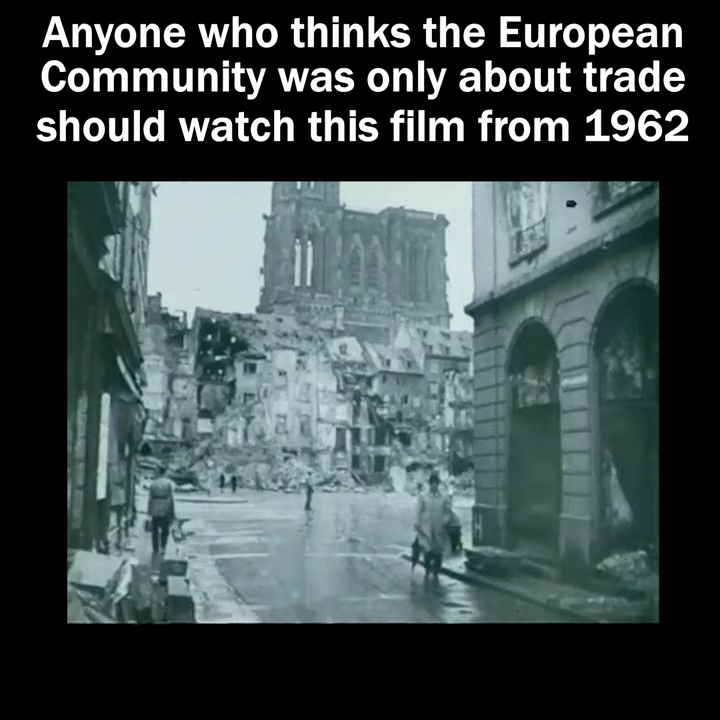 Anyone who thinks the European
Community was only about trade
should watch this film from 1962